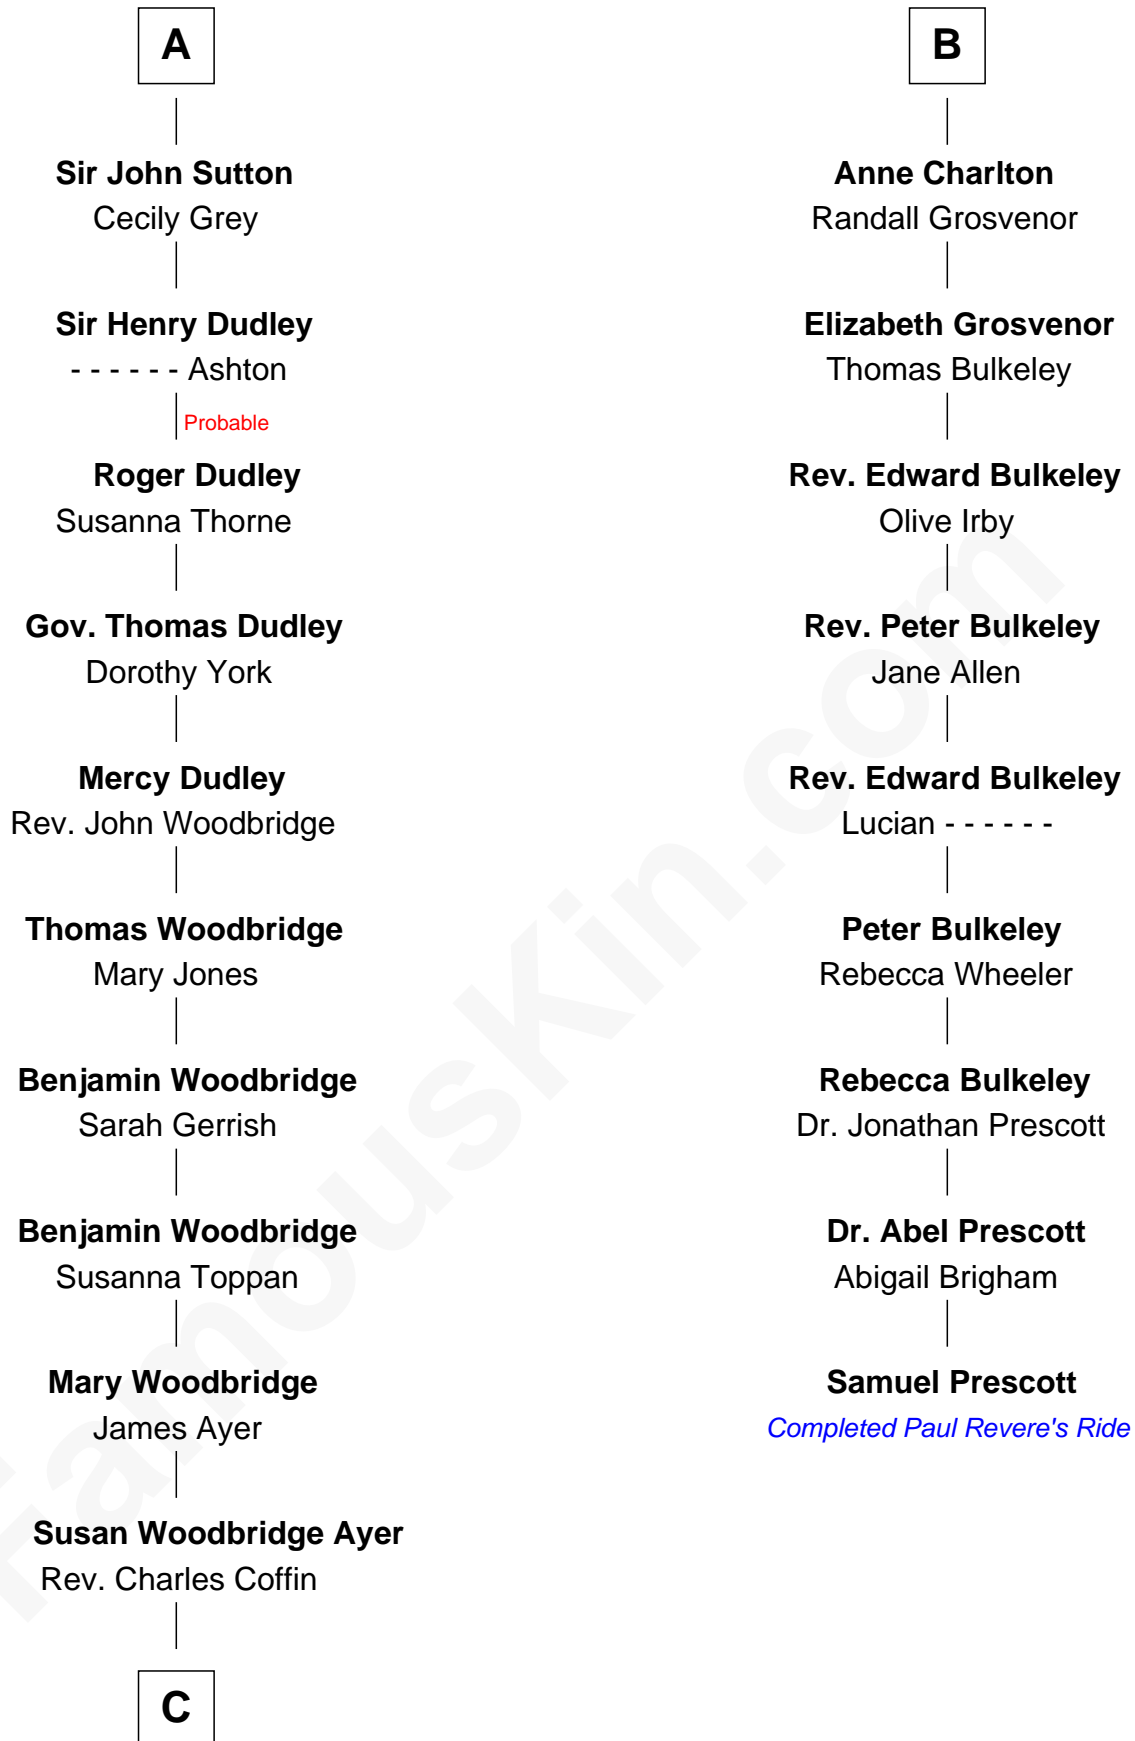 A
Sir John Sutton
Cecily Grey
Sir Henry Dudley
- - - - - - Ashton
Probable
Roger Dudley
Susanna Thorne
Gov. Thomas Dudley
Dorothy York
Mercy Dudley
Rev. John Woodbridge
Thomas Woodbridge
Mary Jones
Benjamin Woodbridge
Sarah Gerrish
Benjamin Woodbridge
Susanna Toppan
Mary Woodbridge
James Ayer
Susan Woodbridge Ayer
Rev. Charles Coffin
C
B
Anne Charlton
Randall Grosvenor
Elizabeth Grosvenor
Thomas Bulkeley
Rev. Edward Bulkeley
Olive Irby
Rev. Peter Bulkeley
Jane Allen
Rev. Edward Bulkeley
Lucian - - - - - -
Peter Bulkeley
Rebecca Wheeler
Rebecca Bulkeley
Dr. Jonathan Prescott
Dr. Abel Prescott
Abigail Brigham
Samuel Prescott
Completed Paul Revere's Ride
FamousKin.com